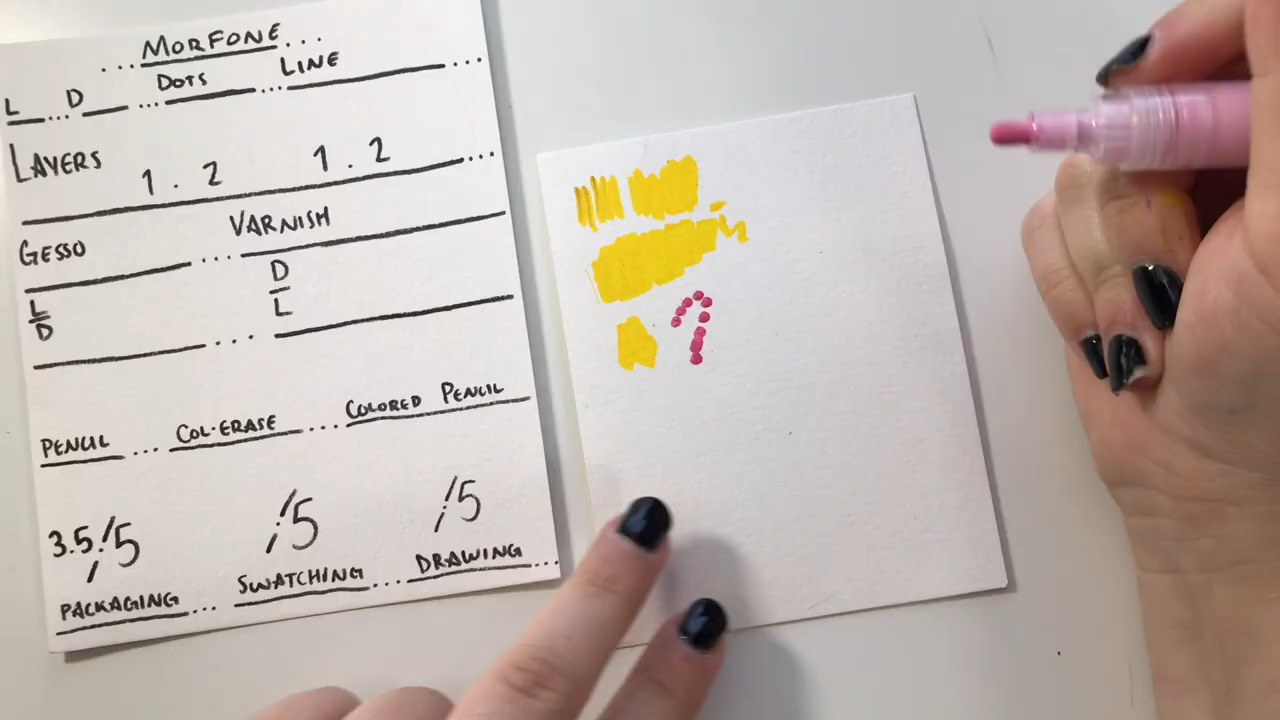 ...MORFONE...
L...D ...DOTS ...LINE ...
LAYERS 1.2 1.2 ...
GESSO ... VARNISH
L/D ... D/L
PENCIL ... COL-ERASE ... COLORED PENCIL
3.5/5 /5 /5
PACKAGING ... SWATCHING ... DRAWING ...